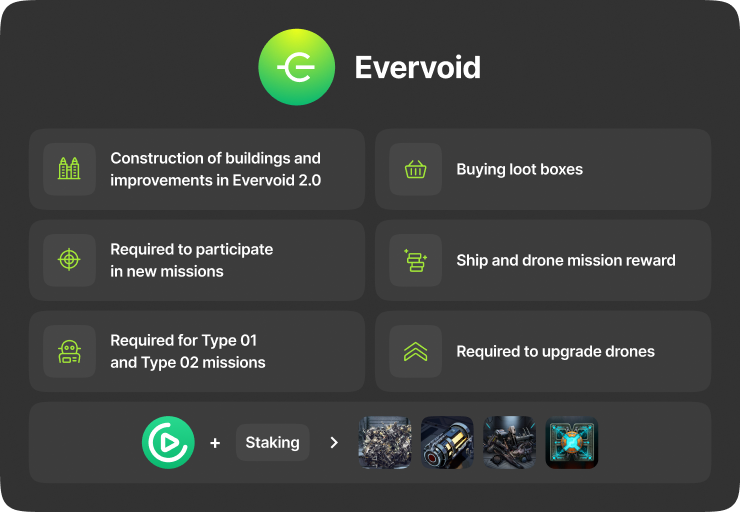 Evervoid
Construction of buildings and
improvements in Evervoid 2.0
Buying loot boxes
Required to participate
in new missions
Ship and drone mission reward
Required for Type 01
and Type 02 missions
Required to upgrade drones
+ Staking